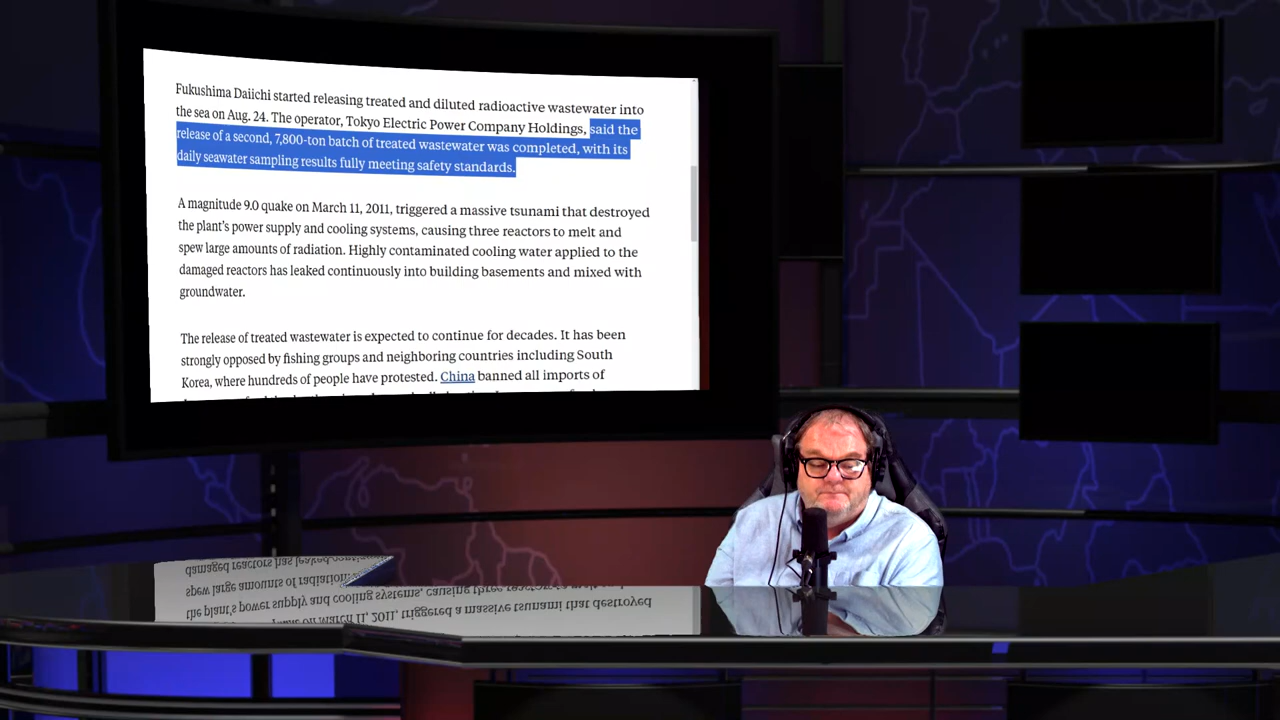 Fukushima Daiichi started releasing treated and diluted radioactive wastewater into
the sea on Aug. 24. The operator, Tokyo Electric Power Company Holdings, said the
release of a second, 7,800-ton batch of treated wastewater was completed, with its
daily seawater sampling results fully meeting safety standards.
A magnitude 9.0 quake on March 11, 2011, triggered a massive tsunami that destroyed
the plant's power supply and cooling systems, causing three reactors to melt and
spew large amounts of radiation. Highly contaminated cooling water applied to the
damaged reactors has leaked continuously into building basements and mixed with
groundwater.
The release of treated wastewater is expected to continue for decades. It has been
strongly opposed by fishing groups and neighboring countries including South
Korea, where hundreds of people have protested. China banned all imports of